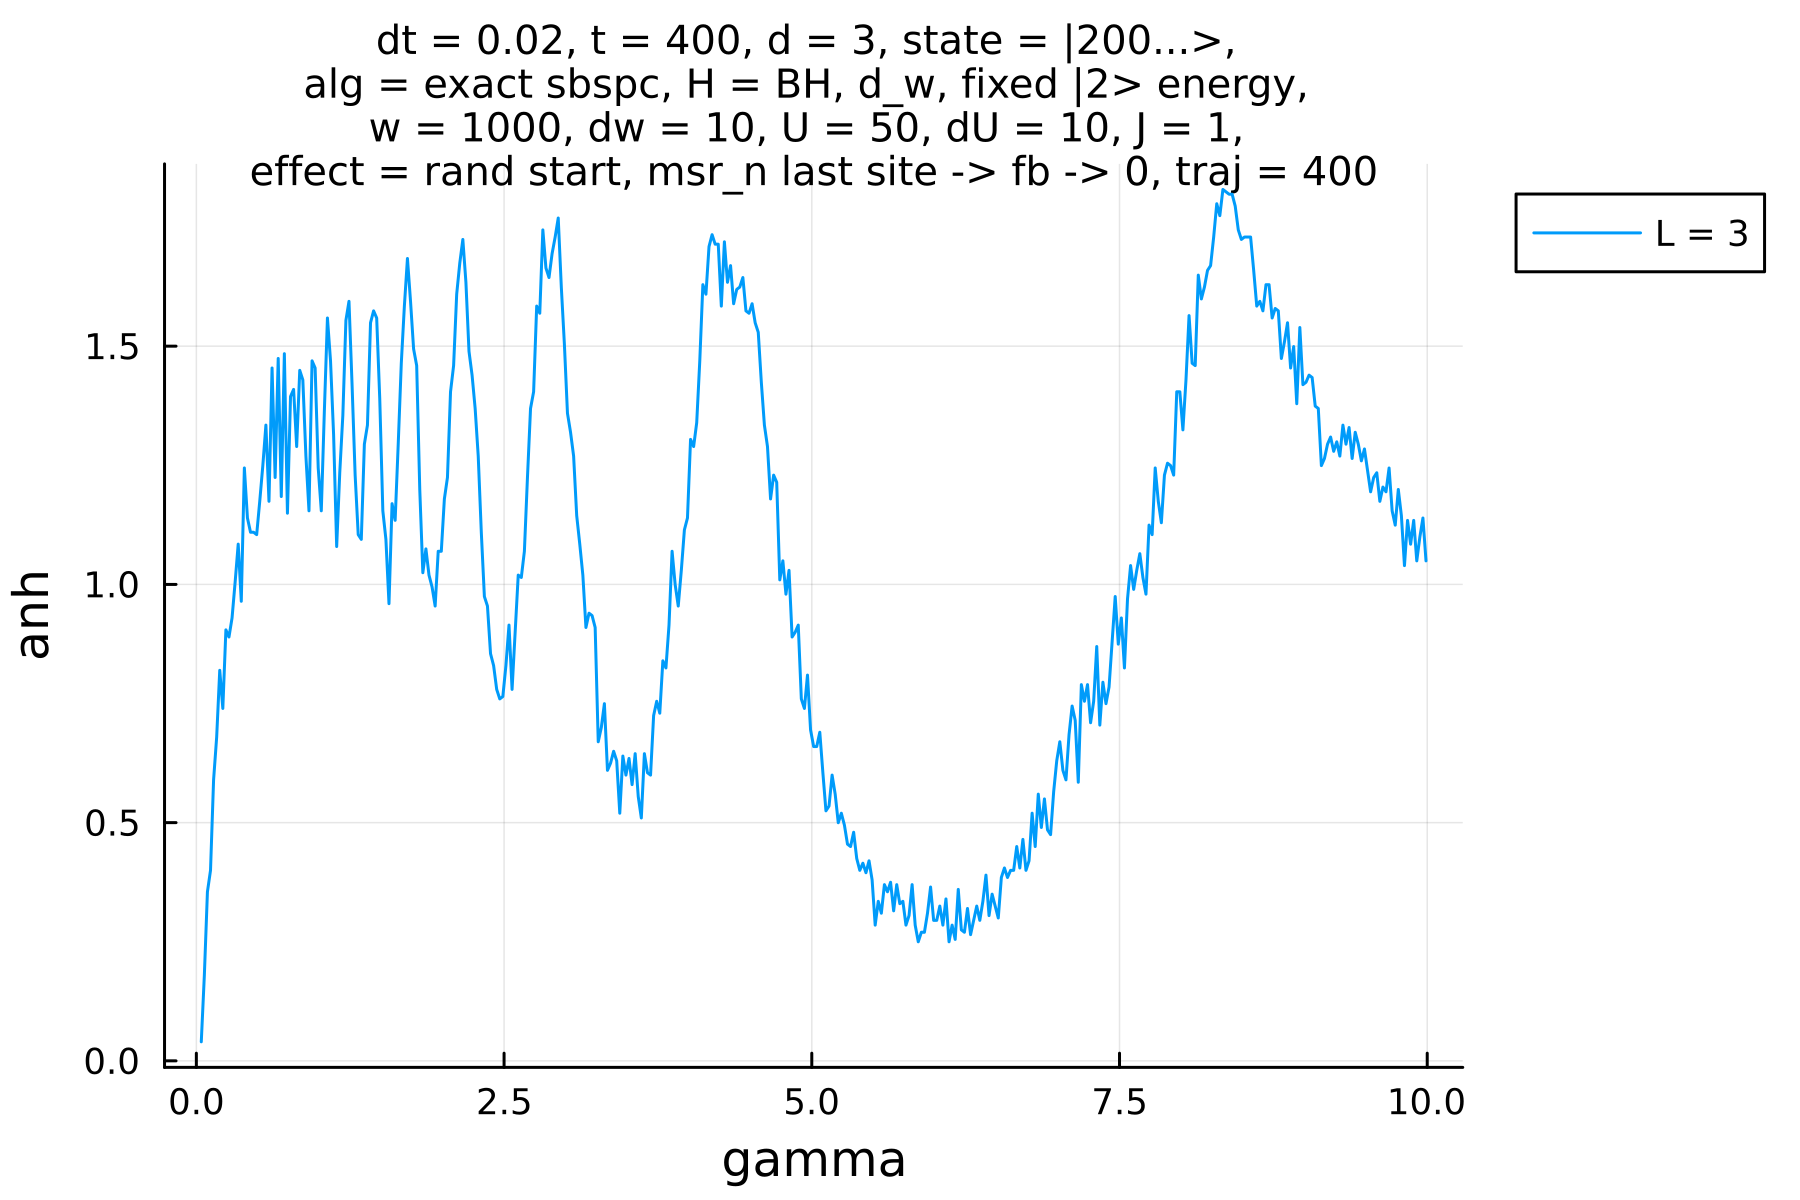 dt = 0.02, t = 400, d = 3, state = |200...>,
alg = exact sbspc, H = BH, d_w, fixed |2> energy,
w = 1000, dw = 10, U = 50, dU = 10, J = 1,
effect = rand start, msr_n last site -> fb -> 0, traj = 400
L = 3
1.5
1.0
0.5
0.0
anh
0.0 2.5 5.0 7.5 10.0
gamma